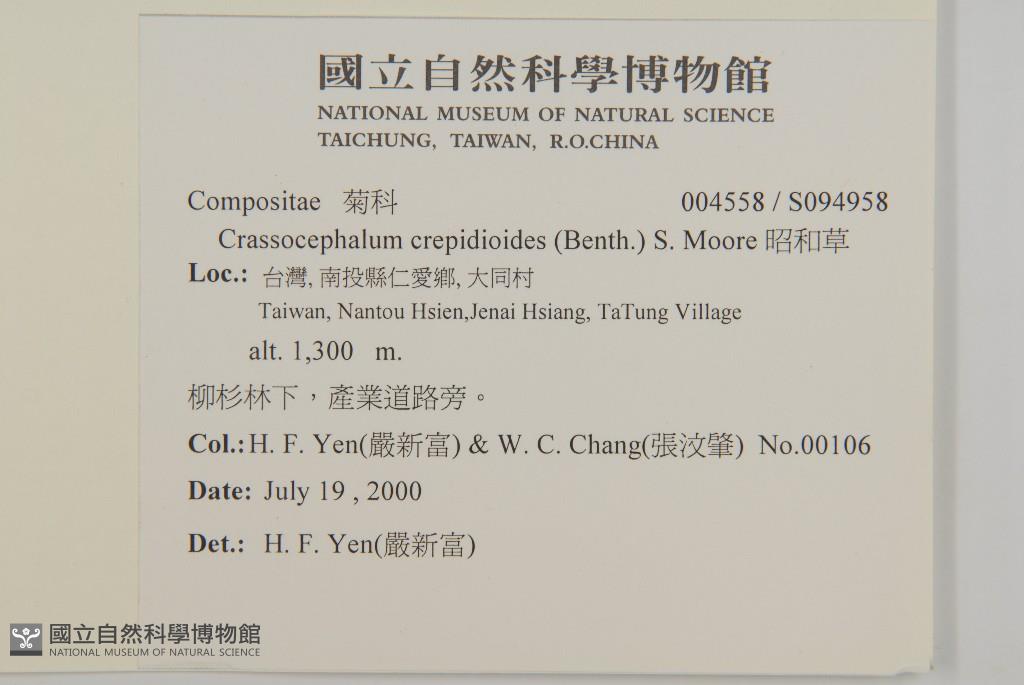 國立自然科學博物館
NATIONAL MUSEUM OF NATURAL SCIENCE
TAICHUNG, TAIWAN, R.O.CHINA
Compositae 菊科 004558 / S094958
Crassocephalum crepidioides (Benth.) S. Moore 昭和草
Loc.: 台灣, 南投縣仁愛鄉, 大同村
Taiwan, Nantou Hsien,Jenai Hsiang, TaTung Village
alt. 1,300 m.
柳杉林下，產業道路旁。
Col.: H. F. Yen(嚴新富) & W. C. Chang(張汶肇) No.00106
Date: July 19 , 2000
Det.: H. F. Yen(嚴新富)
國立自然科學博物館
NATIONAL MUSEUM OF NATURAL SCIENCE